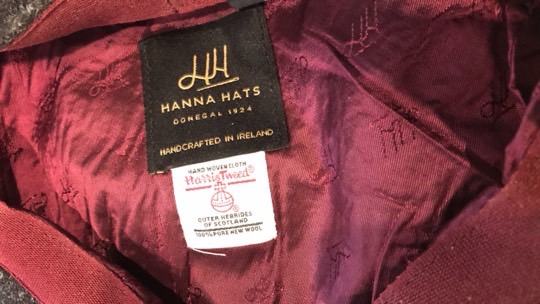 HH
HANNA HATS
DONEGAL 1924
HANDCRAFTED IN IRELAND
HAND WOVEN CLOTH
Harris Tweed®
OUTER HEBRIDES
OF SCOTLAND
100% PURE NEW WOOL